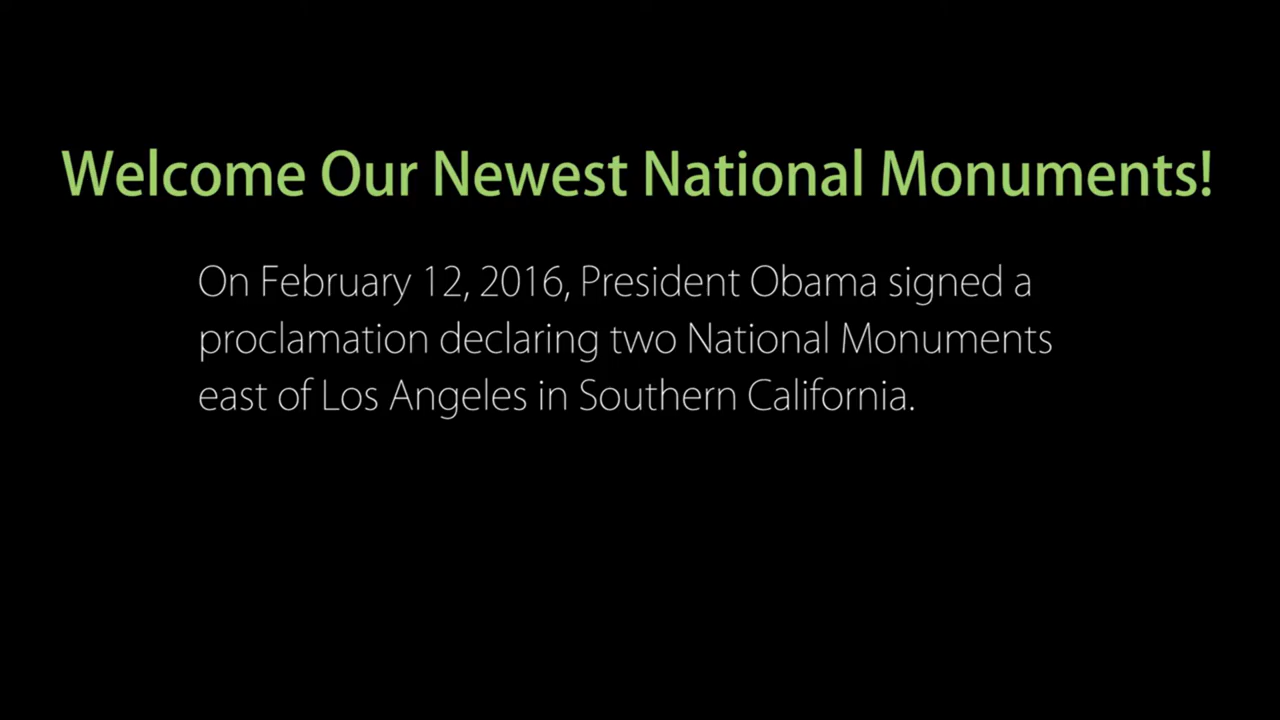 Welcome Our Newest National Monuments!
On February 12, 2016, President Obama signed a
proclamation declaring two National Monuments
east of Los Angeles in Southern California.